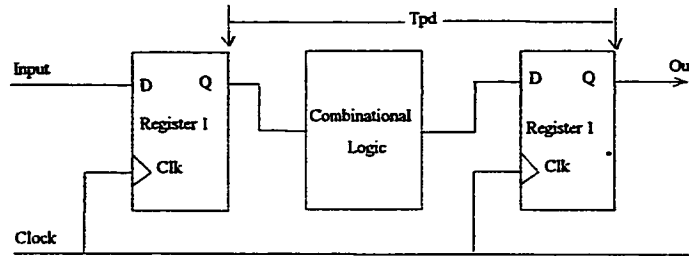 Tpd
Input
Ou
D Q
D Q
Combinational
Logic
Register 1
Register 1
Clk
Clk
Clock